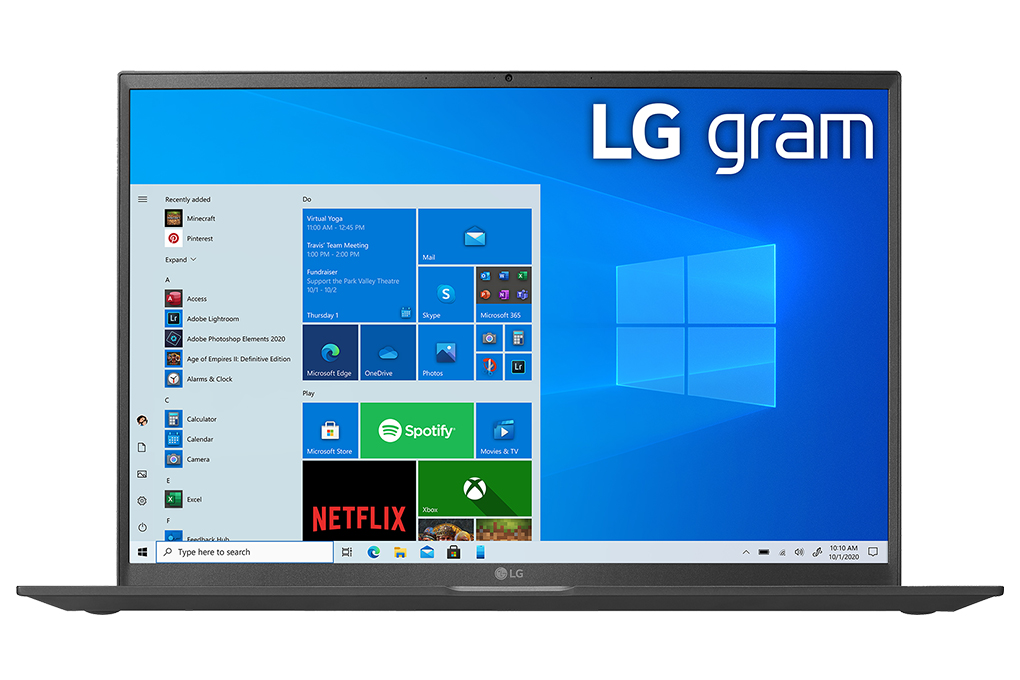 LG gram
Recently added
Minecraft
Pinterest
Expand
A
Access
Lr Adobe Lightroom
Adobe Photoshop Elements 2020
Age of Empires II: Definitive Edition
Alarms & Clock
C
Calculator
Calendar
Camera
E
Excel
F
Feedback Hub
Do
Virtual Yoga
11:00 AM - 12:45 PM
Travis' Team Meeting
1:00 PM - 2:00 PM
Fundraiser
Support the Park Valley Theatre
10/1 - 10/2
Thursday 1
Mail
Skype
Microsoft 365
Microsoft Edge
OneDrive
Photos
Lr
Play
Microsoft Store
Spotify
Movies & TV
NETFLIX
Xbox
Type here to search
10:10 AM
10/1/2020
LG